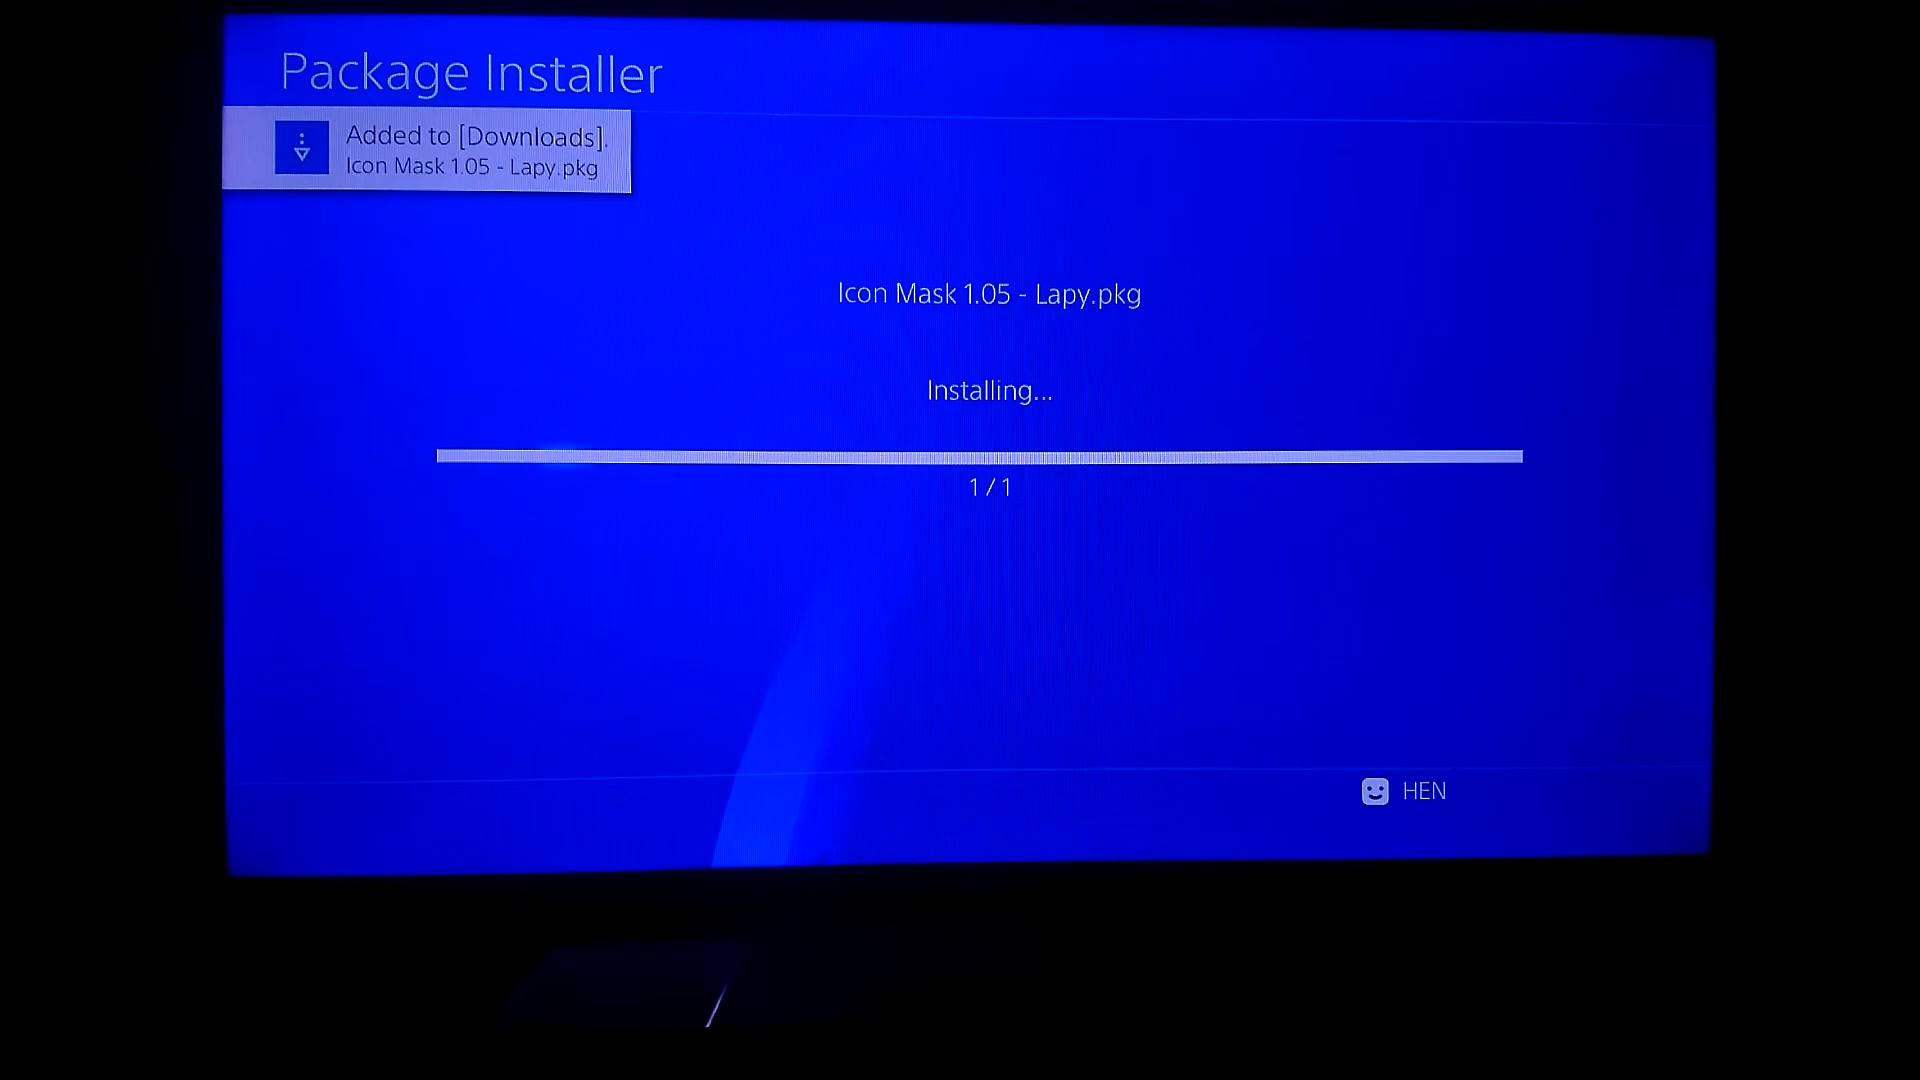 Package Installer
Added to [Downloads].
Icon Mask 1.05 - Lapy.pkg
Icon Mask 1.05 - Lapy.pkg
Installing...
1 / 1
HEN